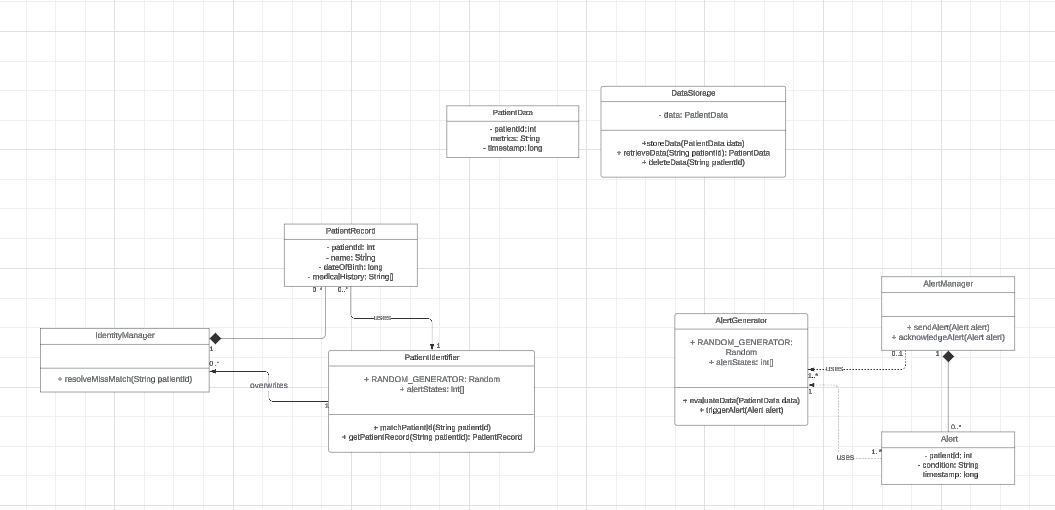 PatientData
- patientId: int
metrics: String
- timestamp: long
DataStorage
- data: PatientData
+storeData(PatientData data)
+ retrieveData(String patientId): PatientData
+ deleteData(String patientId)
PatientRecord
- patientId: int
- name: String
- dateOfBirth: long
- medicalHistory: String[]
0..*
0..*
uses
1
IdentityManager
+ resolveMissMatch(String patientId)
1
0..*
overwrites
1
PatientIdentifier
+ RANDOM_GENERATOR: Random
+ alertStates: int[]
+ matchPatientId(String patientId)
+ getPatientRecord(String patientId): PatientRecord
AlertGenerator
+ RANDOM_GENERATOR:
Random
+ alertStates: int[]
+ evaluateData(PatientData data)
+ triggerAlert(Alert alert)
AlertManager
+ sendAlert(Alert alert)
+ acknowledgeAlert(Alert alert)
0..1
1
uses
1..*
1
0..*
uses
1..*
Alert
- patientId: int
- condition: String
timestamp: long